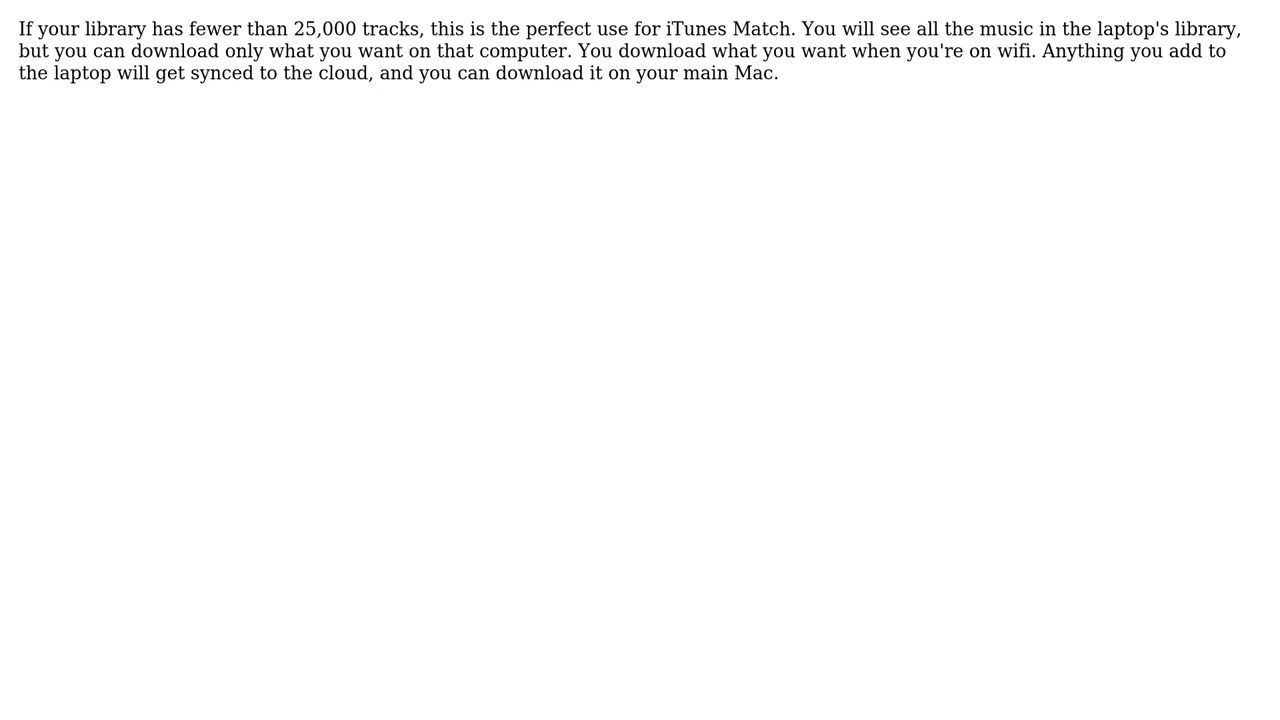 If your library has fewer than 25,000 tracks, this is the perfect use for iTunes Match. You will see all the music in the laptop's library,
but you can download only what you want on that computer. You download what you want when you're on wifi. Anything you add to
the laptop will get synced to the cloud, and you can download it on your main Mac.